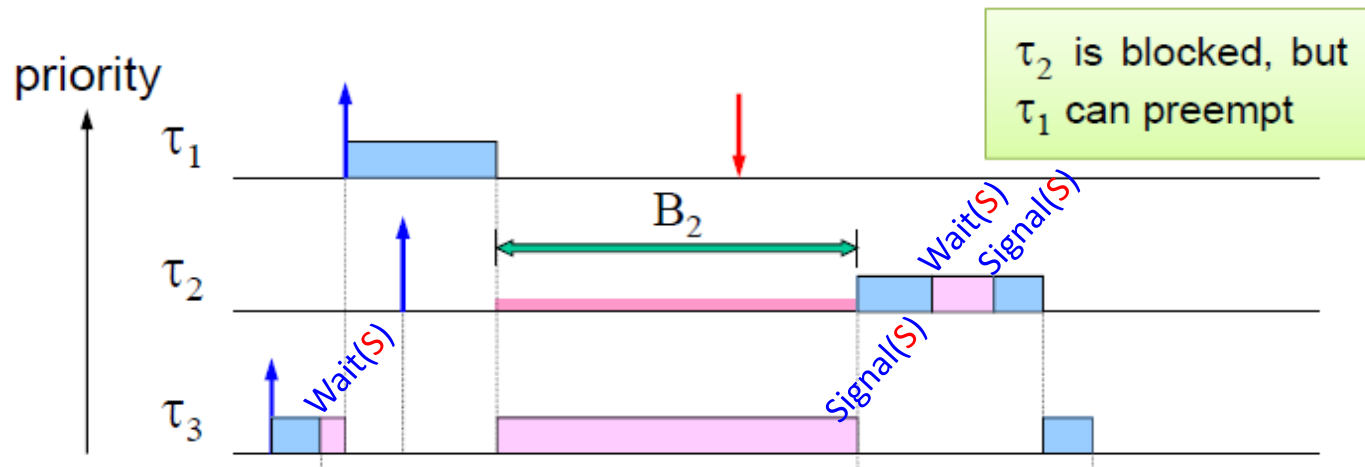 τ2 is blocked, but
τ1 can preempt
priority
τ1
B2
Wait(S)
Signal(S)
τ2
Wait(S)
Signal(S)
τ3